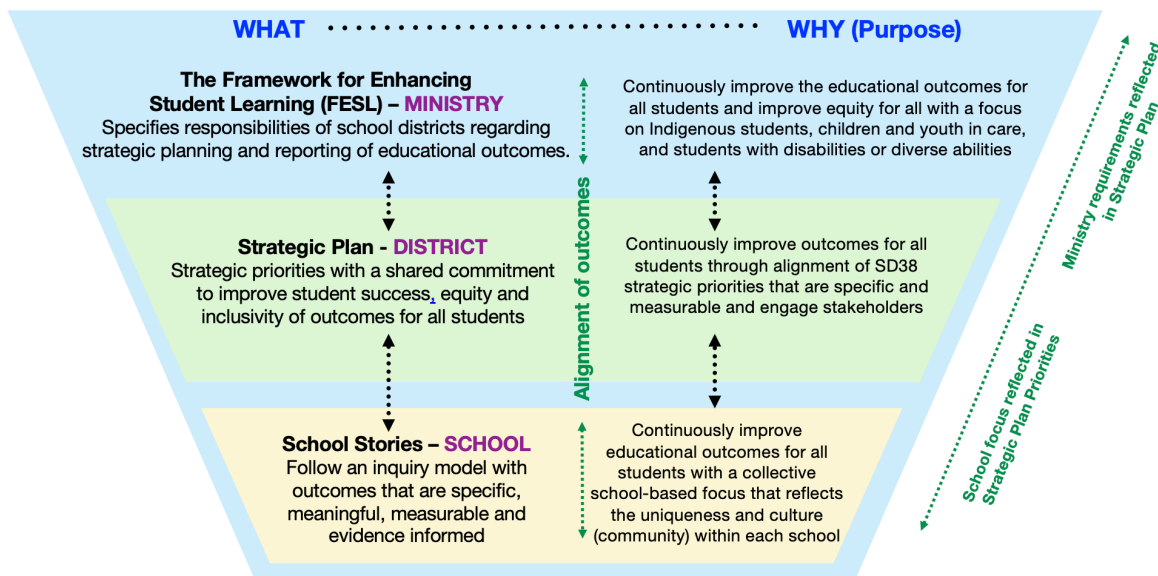 WHAT
WHY (Purpose)
The Framework for Enhancing
Student Learning (FESL) – MINISTRY
Specifies responsibilities of school districts regarding
strategic planning and reporting of educational outcomes.
Continuously improve the educational outcomes for
all students and improve equity for all with a focus
on Indigenous students, children and youth in care,
and students with disabilities or diverse abilities
Strategic Plan - DISTRICT
Strategic priorities with a shared commitment
to improve student success, equity and
inclusivity of outcomes for all students
Continuously improve outcomes for all
students through alignment of SD38
strategic priorities that are specific and
measurable and engage stakeholders
School Stories – SCHOOL
Follow an inquiry model with
outcomes that are specific,
meaningful, measurable and
evidence informed
Continuously improve
educational outcomes for all
students with a collective
school-based focus that reflects
the uniqueness and culture
(community) within each school
Alignment of outcomes
Ministry requirements reflected
in Strategic Plan
School focus reflected in
Strategic Plan Priorities